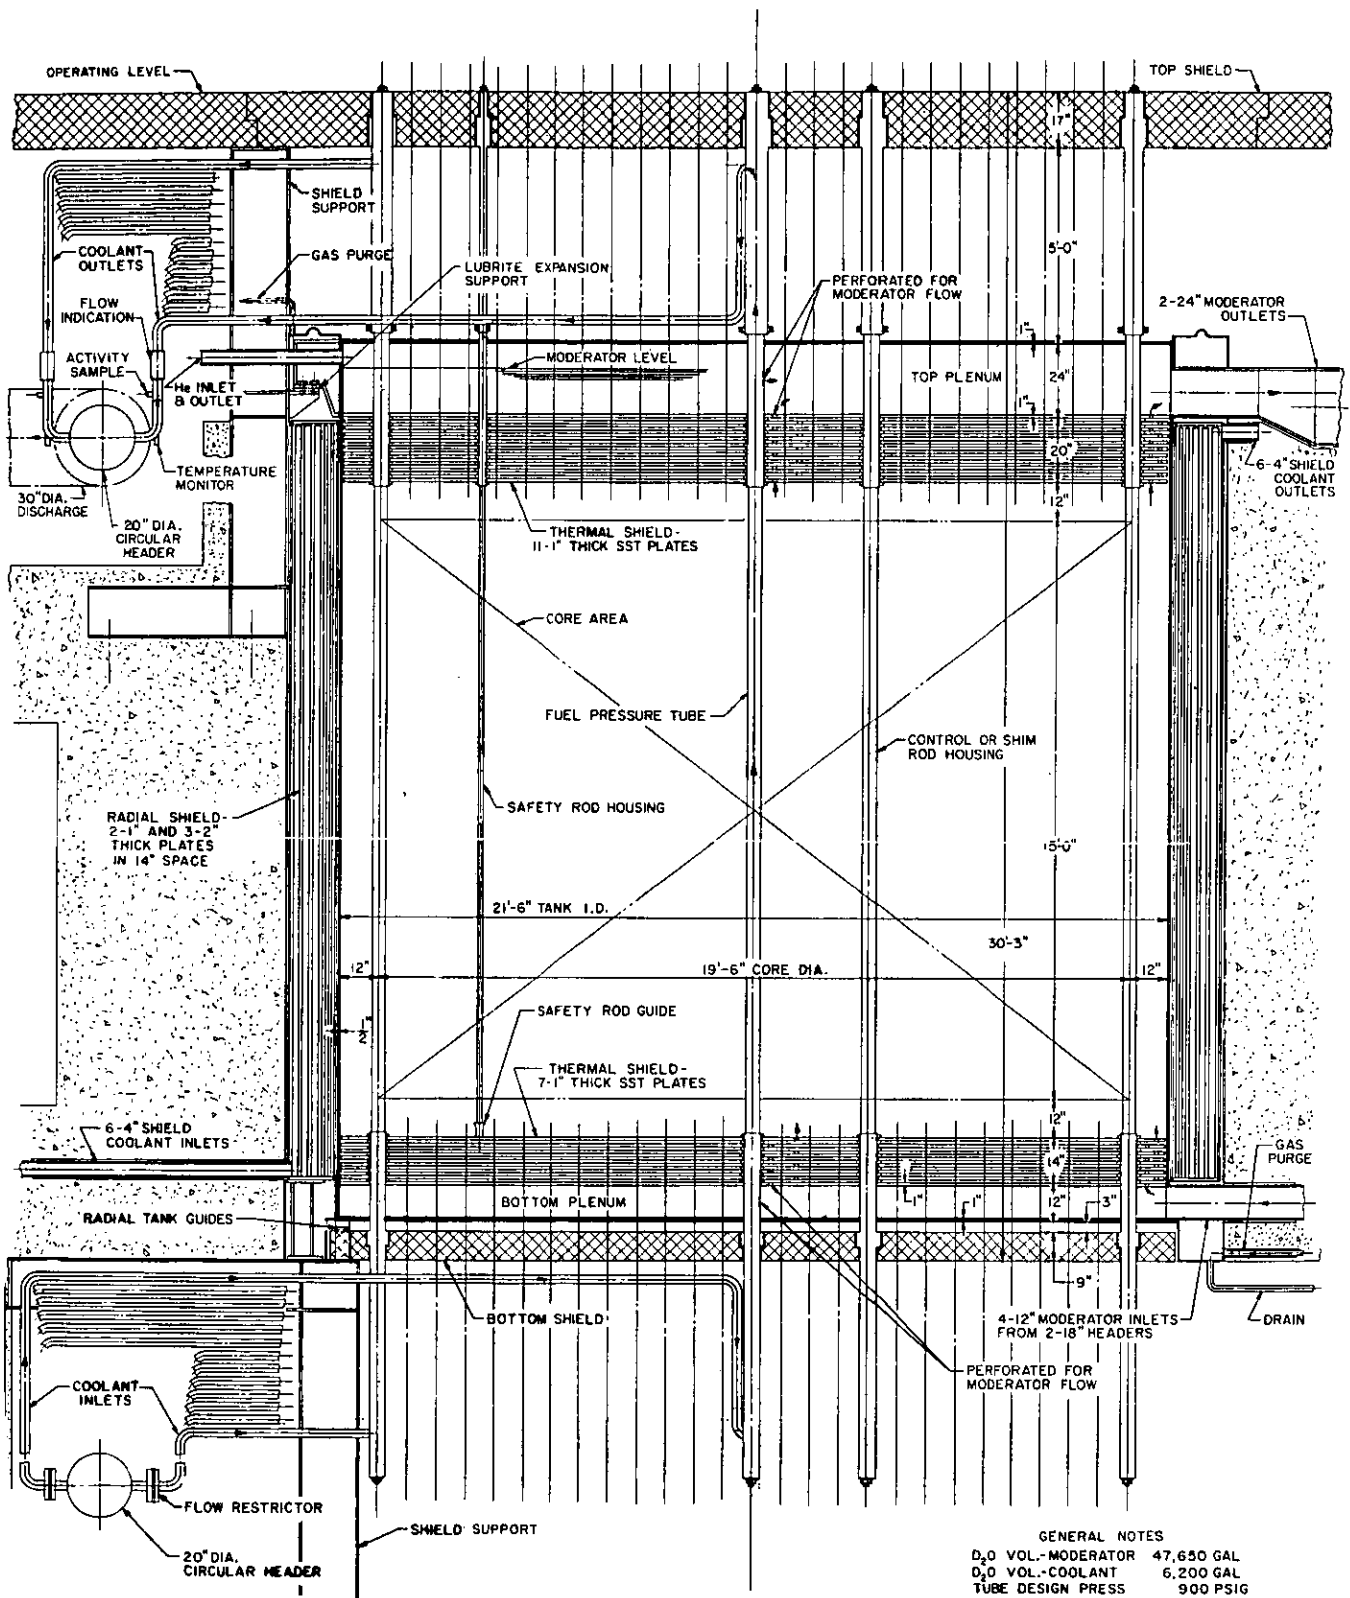 OPERATING LEVEL
TOP SHIELD
17"
SHIELD
SUPPORT
COOLANT
OUTLETS
GAS PURGE
LUBRITE EXPANSION
SUPPORT
PERFORATED FOR
MODERATOR FLOW
5'-0"
2-24" MODERATOR
OUTLETS
FLOW
INDICATION
1"
ACTIVITY
SAMPLE
MODERATOR LEVEL
TOP PLENUM
24"
He INLET
& OUTLET
1"
20"
TEMPERATURE
MONITOR
6-4" SHIELD
COOLANT
OUTLETS
30" DIA.
DISCHARGE
12"
20" DIA.
CIRCULAR
HEADER
THERMAL SHIELD-
11-1" THICK SST PLATES
CORE AREA
FUEL PRESSURE TUBE
CONTROL OR SHIM
ROD HOUSING
SAFETY ROD HOUSING
RADIAL SHIELD-
2-1" AND 3-2"
THICK PLATES
IN 14" SPACE
15'-0"
21'-6" TANK I.D.
30'-3"
12"
19'-6" CORE DIA.
12"
1/2"
SAFETY ROD GUIDE
THERMAL SHIELD-
7-1" THICK SST PLATES
12"
6-4" SHIELD
COOLANT INLETS
GAS
PURGE
14"
BOTTOM PLENUM
1"
1"
12"
3"
RADIAL TANK GUIDES
9"
BOTTOM SHIELD
4-12" MODERATOR INLETS
FROM 2-18" HEADERS
DRAIN
PERFORATED FOR
MODERATOR FLOW
COOLANT
INLETS
FLOW RESTRICTOR
SHIELD SUPPORT
20" DIA.
CIRCULAR HEADER
GENERAL NOTES
D₂O VOL.-MODERATOR 47,650 GAL
D₂O VOL.-COOLANT 6,200 GAL
TUBE DESIGN PRESS 900 PSIG